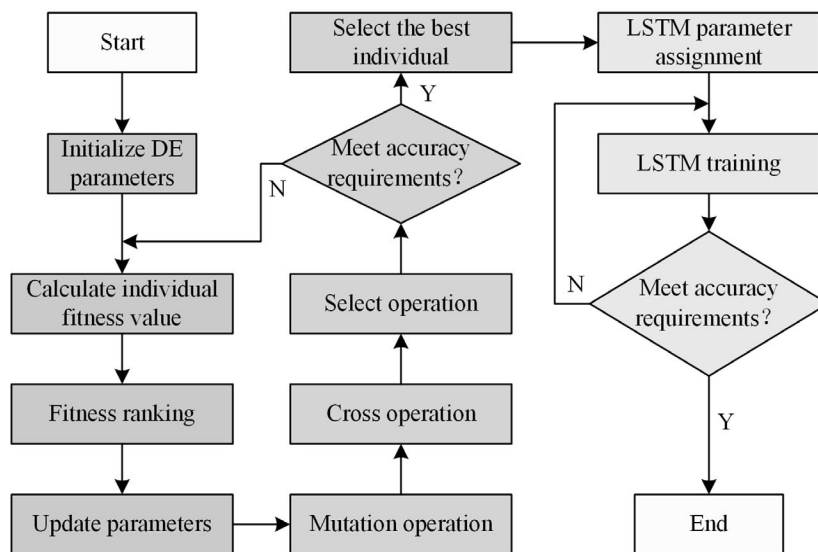 Start
Initialize DE
parameters
Calculate individual
fitness value
Fitness ranking
Update parameters
Mutation operation
Cross operation
Select operation
Meet accuracy
requirements?
N
Y
Select the best
individual
LSTM parameter
assignment
LSTM training
Meet accuracy
requirements?
N
Y
End